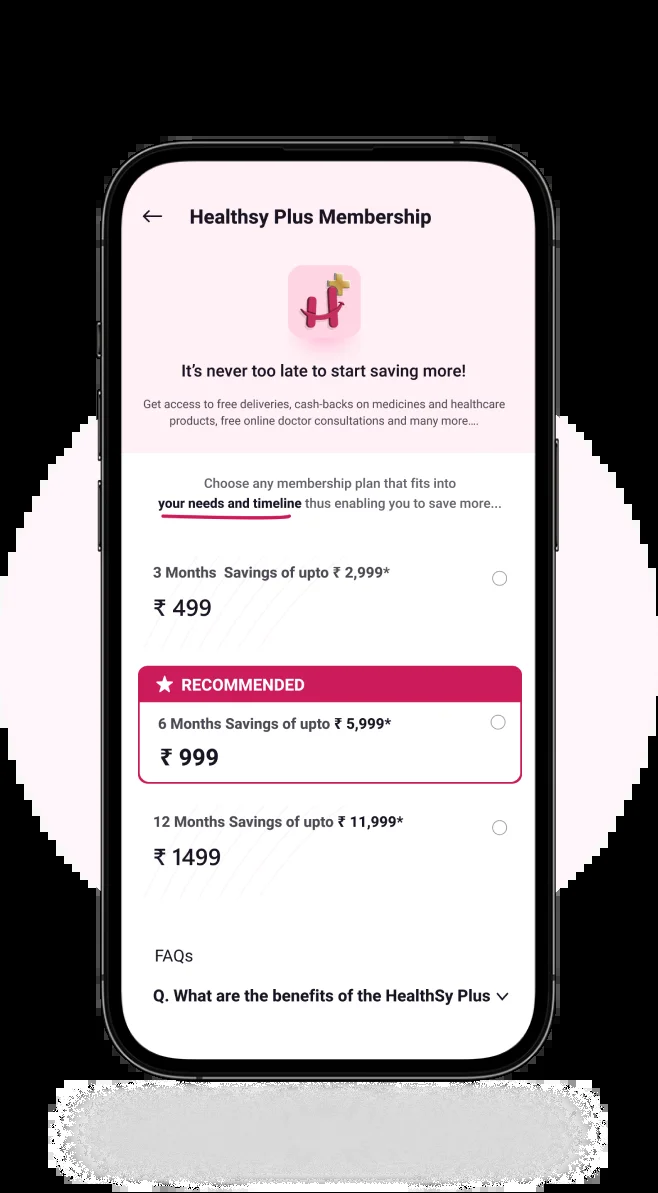 Healthsy Plus Membership
H
It's never too late to start saving more!
Get access to free deliveries, cash-backs on medicines and healthcare
products, free online doctor consultations and many more....
Choose any membership plan that fits into
your needs and timeline thus enabling you to save more...
3 Months  Savings of upto ₹ 2,999*
₹ 499
RECOMMENDED
6 Months Savings of upto ₹ 5,999*
₹ 999
12 Months Savings of upto ₹ 11,999*
₹ 1499
FAQs
Q. What are the benefits of the HealthSy Plus